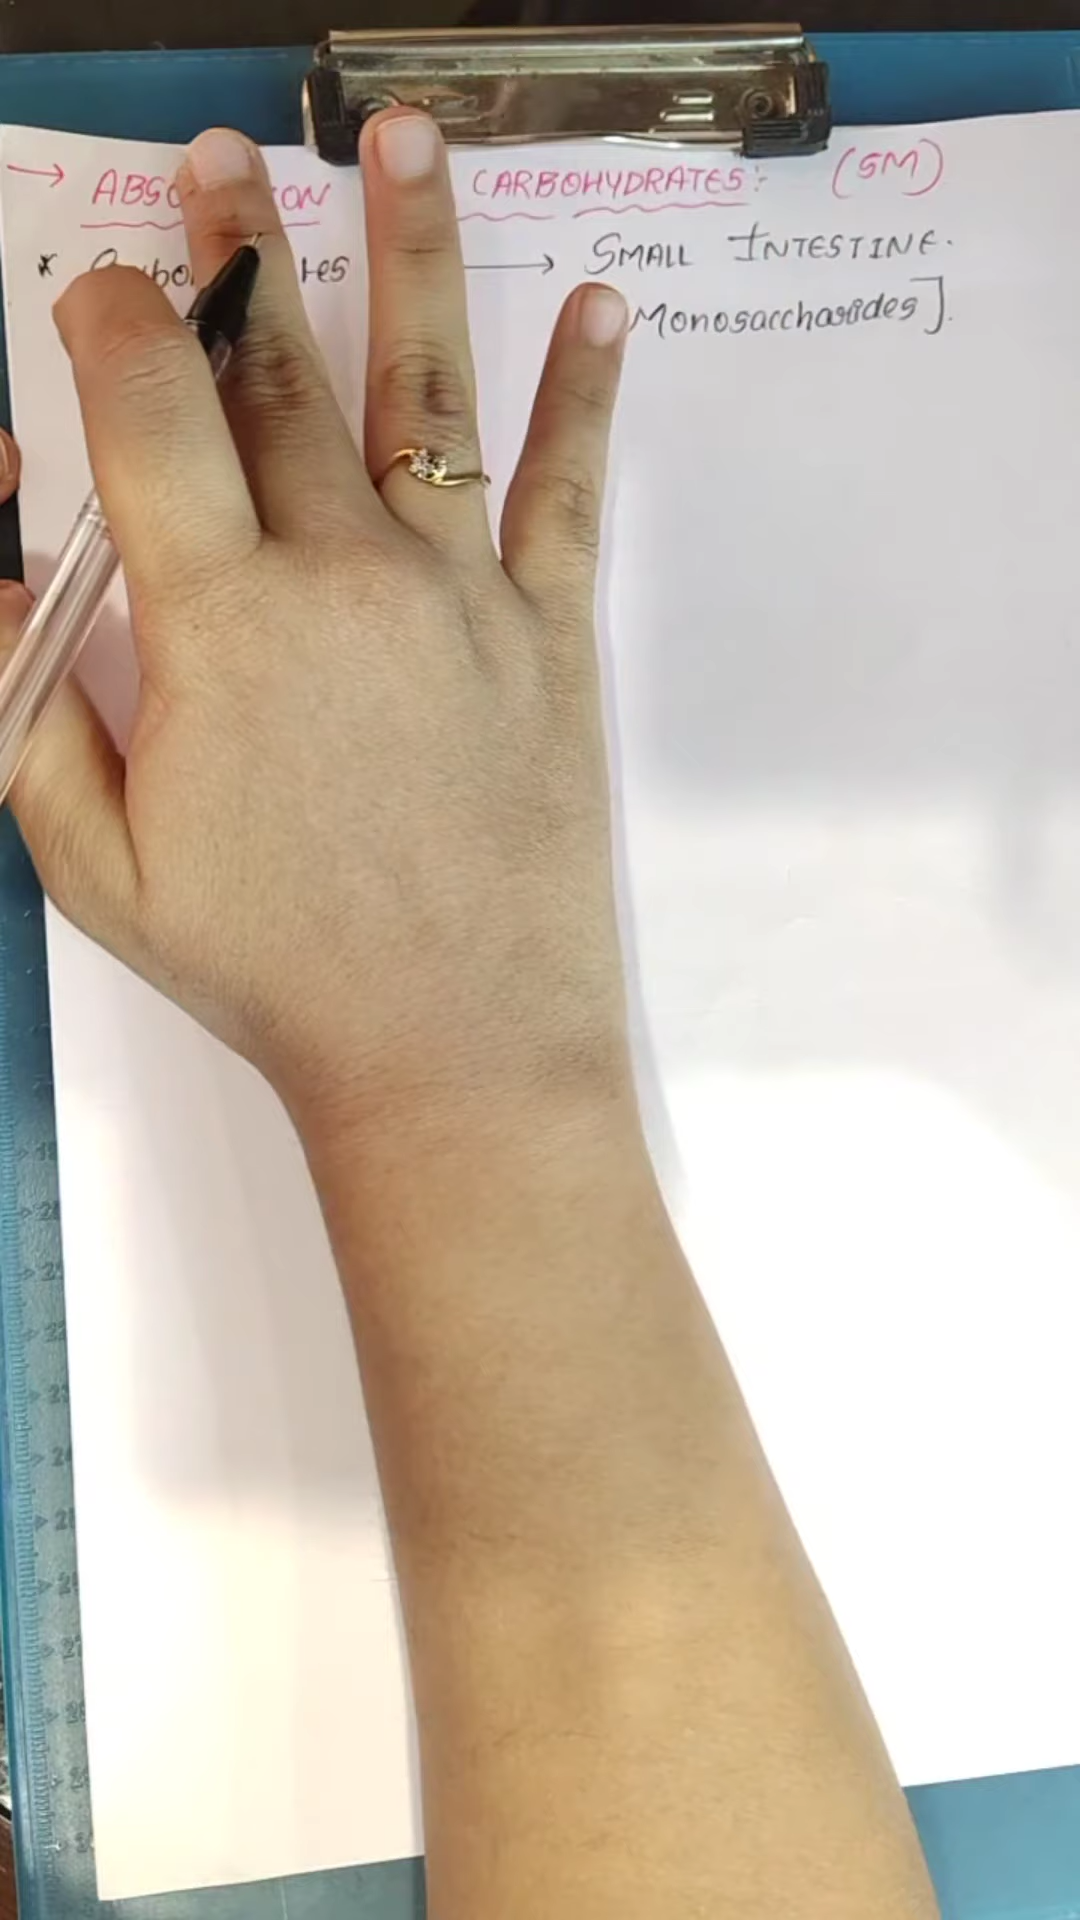 → ABSO ON CARBOHYDRATES:- (5M)
* tes → SMALL INTESTINE.
Monosaccharides].